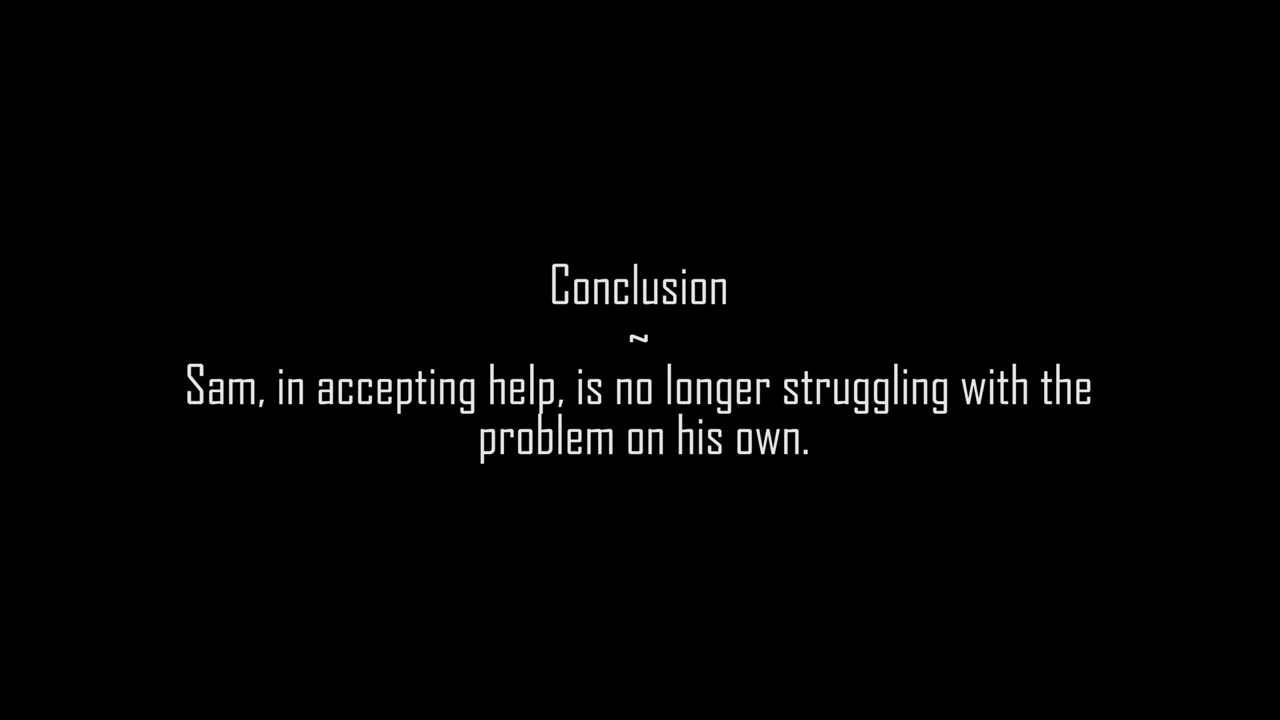 Conclusion
~
Sam, in accepting help, is no longer struggling with the
problem on his own.